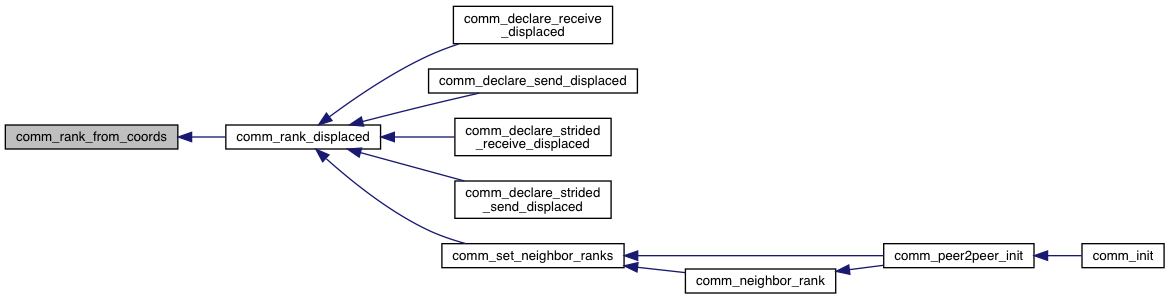 comm_declare_receive
_displaced
comm_declare_send_displaced
comm_rank_from_coords
comm_rank_displaced
comm_declare_strided
_receive_displaced
comm_declare_strided
_send_displaced
comm_set_neighbor_ranks
comm_peer2peer_init
comm_init
comm_neighbor_rank